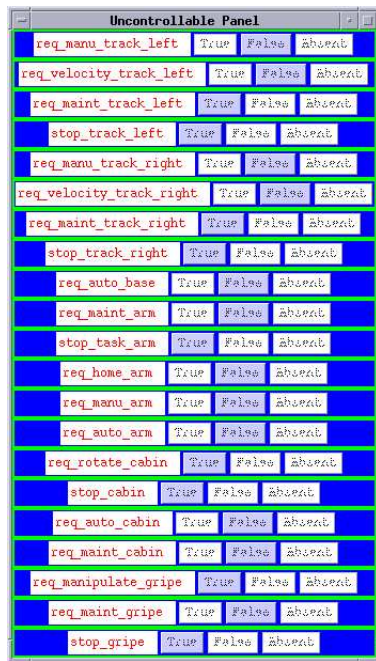 Uncontrollable Panel
req_manu_track_left True False Absent
req_velocity_track_left True False Absent
req_maint_track_left True False Absent
stop_track_left True False Absent
req_manu_track_right True False Absent
req_velocity_track_right True False Absent
req_maint_track_right True False Absent
stop_track_right True False Absent
req_auto_base True False Absent
req_maint_arm True False Absent
stop_task_arm True False Absent
req_home_arm True False Absent
req_manu_arm True False Absent
req_auto_arm True False Absent
req_rotate_cabin True False Absent
stop_cabin True False Absent
req_auto_cabin True False Absent
req_maint_cabin True False Absent
req_manipulate_gripe True False Absent
req_maint_gripe True False Absent
stop_gripe True False Absent